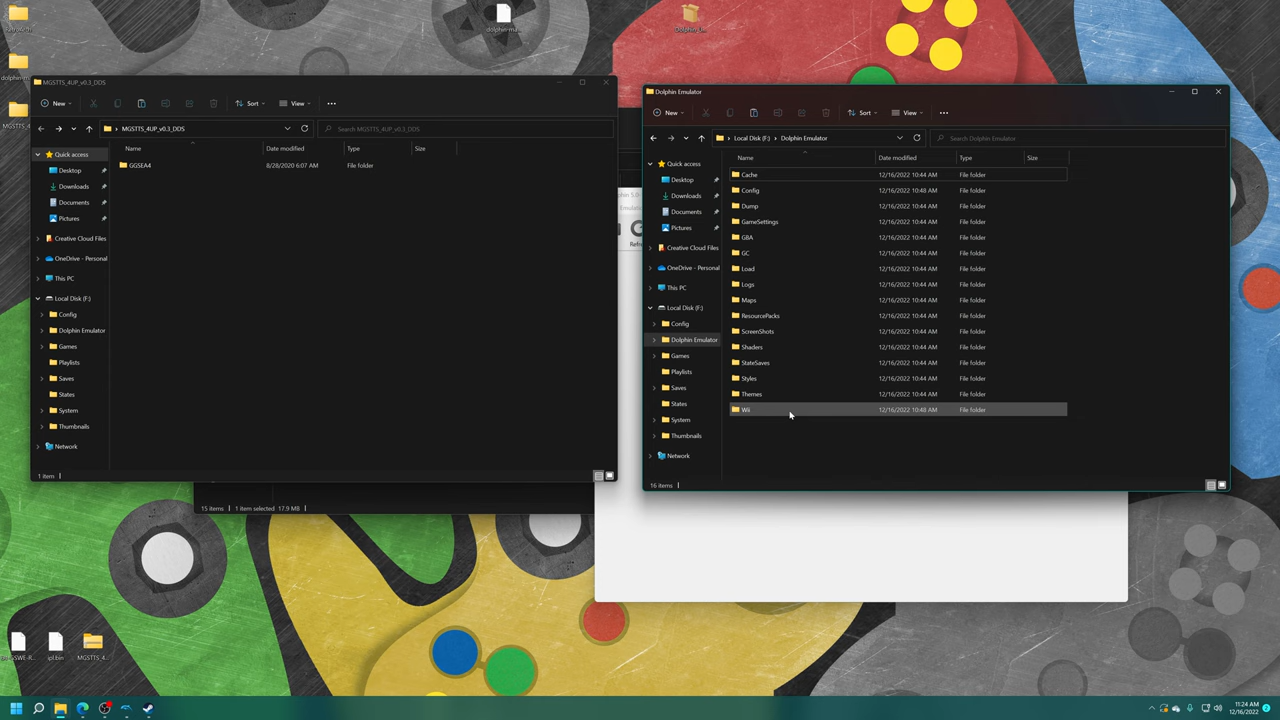 dolphin-ma...
Dolphin-E...
RetroArch
dolphin-m...
MGSTTS_4...
MGSTTS_4UP_v0.3_DDS
New
Sort
View
MGSTTS_4UP_v0.3_DDS
Search MGSTTS_4UP_v0.3_DDS
Name
Date modified
Type
Size
Quick access
Desktop
Downloads
Documents
Pictures
Creative Cloud Files
OneDrive - Personal
This PC
Local Disk (F:)
Config
Dolphin Emulator
Games
Playlists
Saves
States
System
Thumbnails
Network
GGSEA4 8/28/2020 6:07 AM File folder
1 item
15 items 1 item selected 17.9 MB
Dolphin Emulator
New
Sort
View
Local Disk (F:) > Dolphin Emulator
Search Dolphin Emulator
Name
Date modified
Type
Size
Quick access
Desktop
Downloads
Documents
Pictures
Creative Cloud Files
OneDrive - Personal
This PC
Local Disk (F:)
Config
Dolphin Emulator
Games
Playlists
Saves
States
System
Thumbnails
Network
Cache 12/16/2022 10:44 AM File folder
Config 12/16/2022 10:48 AM File folder
Dump 12/16/2022 10:44 AM File folder
GameSettings 12/16/2022 10:44 AM File folder
GBA 12/16/2022 10:44 AM File folder
GC 12/16/2022 10:44 AM File folder
Load 12/16/2022 10:44 AM File folder
Logs 12/16/2022 10:44 AM File folder
Maps 12/16/2022 10:44 AM File folder
ResourcePacks 12/16/2022 10:44 AM File folder
ScreenShots 12/16/2022 10:44 AM File folder
Shaders 12/16/2022 10:44 AM File folder
StateSaves 12/16/2022 10:44 AM File folder
Styles 12/16/2022 10:44 AM File folder
Themes 12/16/2022 10:44 AM File folder
Wii 12/16/2022 10:48 AM File folder
16 items
ipl.bin
MGSTTS_4...
11:24 AM
12/16/2022
2